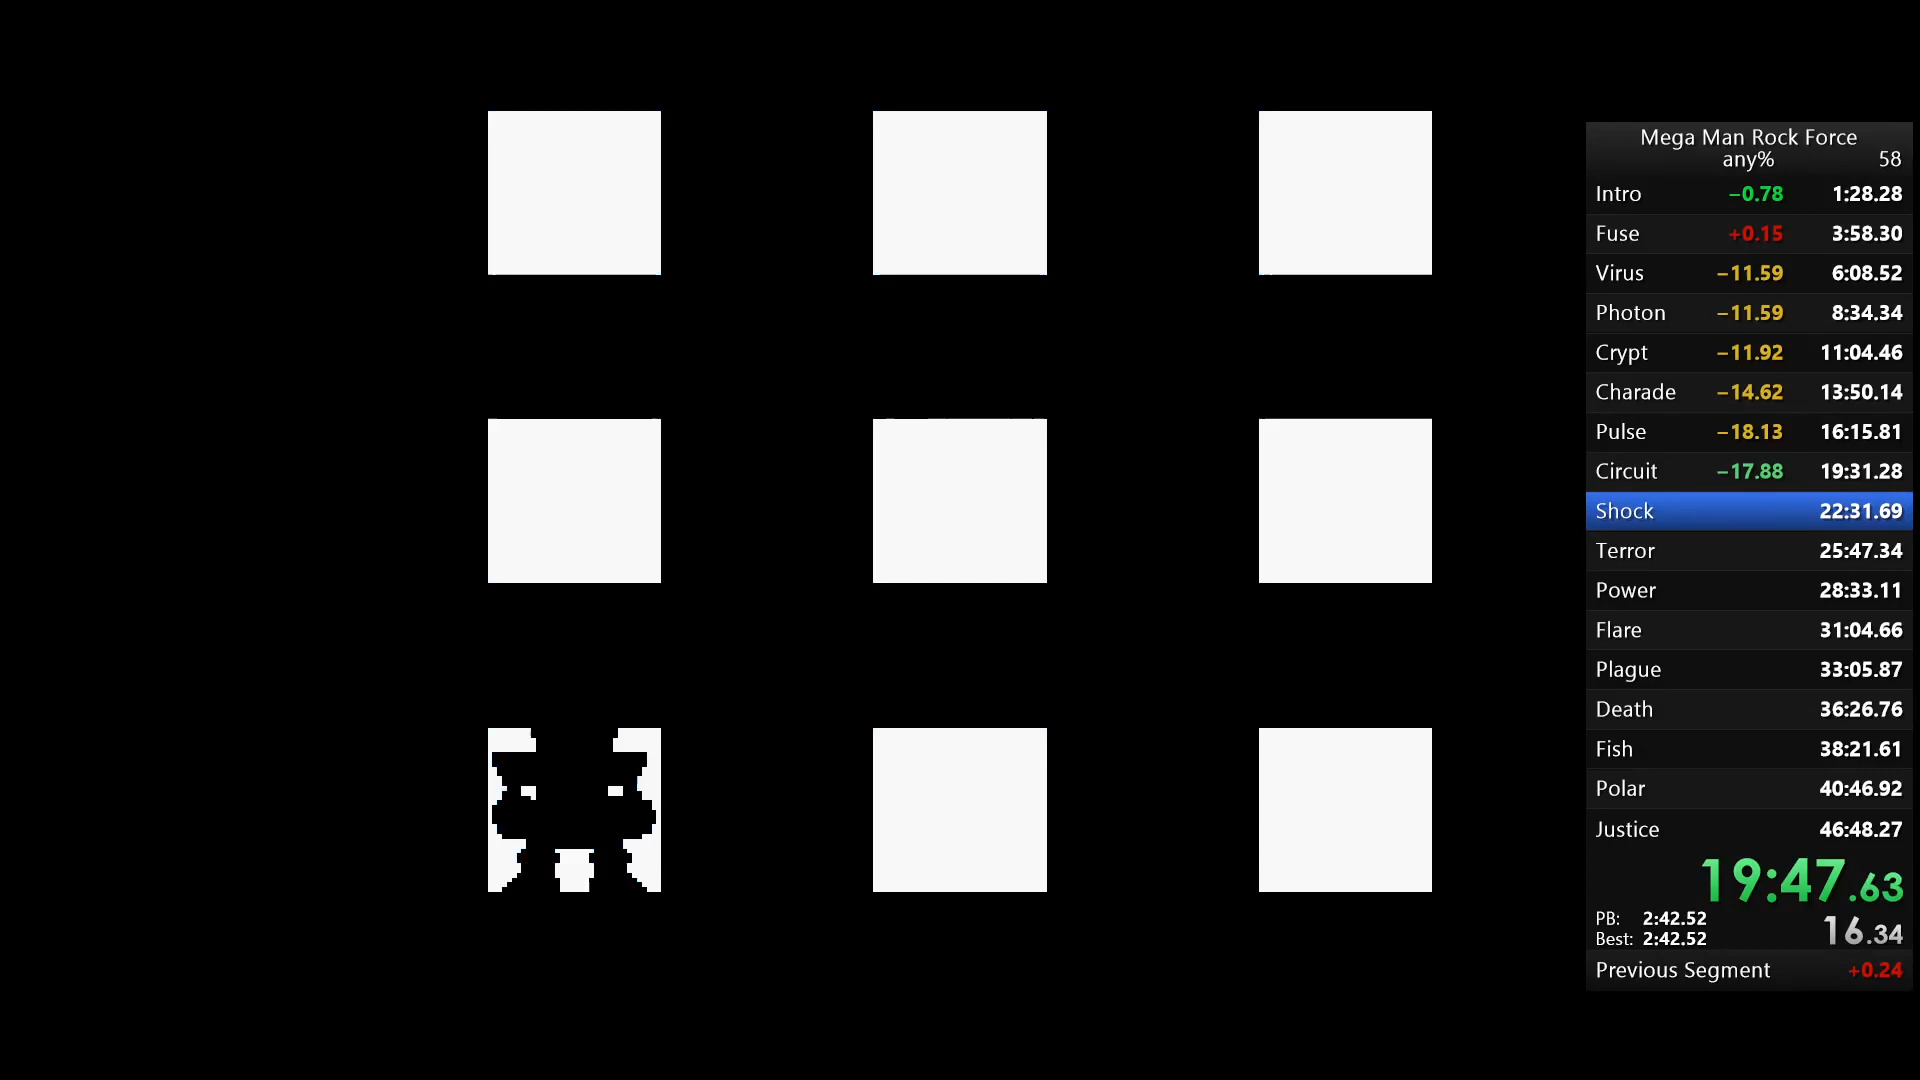 Mega Man Rock Force
any% 58
Intro −0.78 1:28.28
Fuse +0.15 3:58.30
Virus −11.59 6:08.52
Photon −11.59 8:34.34
Crypt −11.92 11:04.46
Charade −14.62 13:50.14
Pulse −18.13 16:15.81
Circuit −17.88 19:31.28
Shock 22:31.69
Terror 25:47.34
Power 28:33.11
Flare 31:04.66
Plague 33:05.87
Death 36:26.76
Fish 38:21.61
Polar 40:46.92
Justice 46:48.27
19:47.63
PB: 2:42.52
Best: 2:42.52
16.34
Previous Segment +0.24